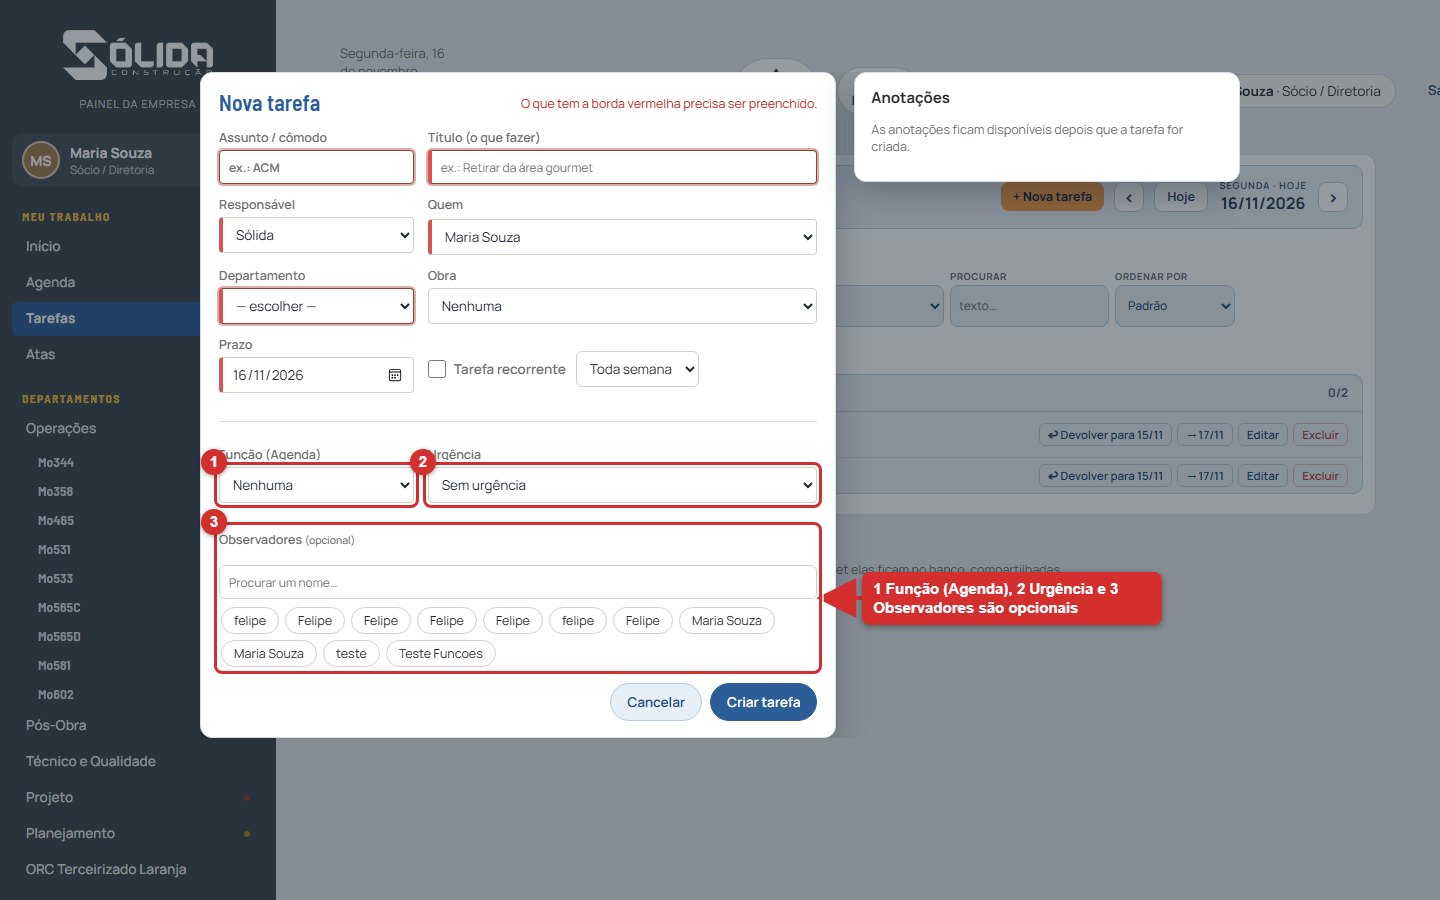 SÓLIDA
CONSTRUÇÃO
PAINEL DA EMPRESA
MS
Maria Souza
Sócio / Diretoria
MEU TRABALHO
Início
Agenda
Tarefas
Atas
DEPARTAMENTOS
Operações
Mo344
Mo358
Mo465
Mo531
Mo533
Mo565C
Mo565D
Mo581
Mo602
Pós-Obra
Técnico e Qualidade
Projeto
Planejamento
ORC Terceirizado Laranja
Segunda-feira, 16
de novembro
Nova tarefa
O que tem a borda vermelha precisa ser preenchido.
Assunto / cômodo
Título (o que fazer)
ex.: ACM
ex.: Retirar da área gourmet
Responsável
Quem
Sólida
Maria Souza
Departamento
Obra
— escolher —
Nenhuma
Prazo
16/11/2026
Tarefa recorrente
Toda semana
1
Função (Agenda)
2
Urgência
Nenhuma
Sem urgência
3
Observadores (opcional)
Procurar um nome...
felipe
Felipe
Felipe
Felipe
Felipe
felipe
Felipe
Maria Souza
Maria Souza
teste
Teste Funcoes
Cancelar
Criar tarefa
Anotações
As anotações ficam disponíveis depois que a tarefa for
criada.
Souza · Sócio / Diretoria
+ Nova tarefa
‹
Hoje
SEGUNDA · HOJE
16/11/2026
›
PROCURAR
ORDENAR POR
texto...
Padrão
0/2
↩ Devolver para 15/11
→ 17/11
Editar
Excluir
↩ Devolver para 15/11
→ 17/11
Editar
Excluir
et elas ficam no banco, compartilhadas
1 Função (Agenda), 2 Urgência e 3
Observadores são opcionais